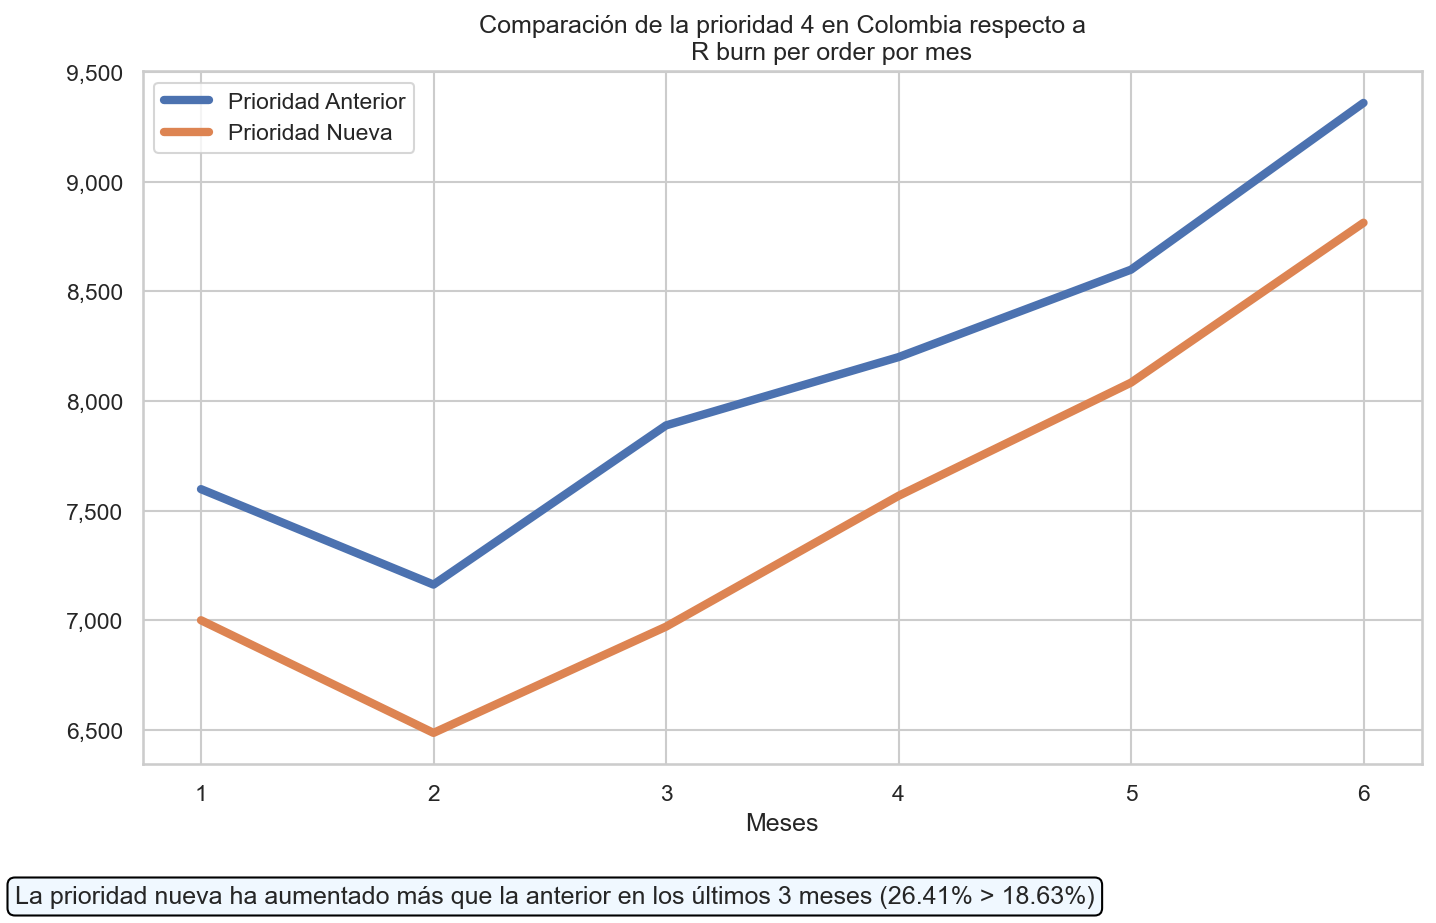 Comparación de la prioridad 4 en Colombia respecto a
R burn per order por mes
9,500
9,000
8,500
8,000
7,500
7,000
6,500
Prioridad Anterior
Prioridad Nueva
1 2 3 4 5 6
Meses
La prioridad nueva ha aumentado más que la anterior en los últimos 3 meses (26.41% > 18.63%)